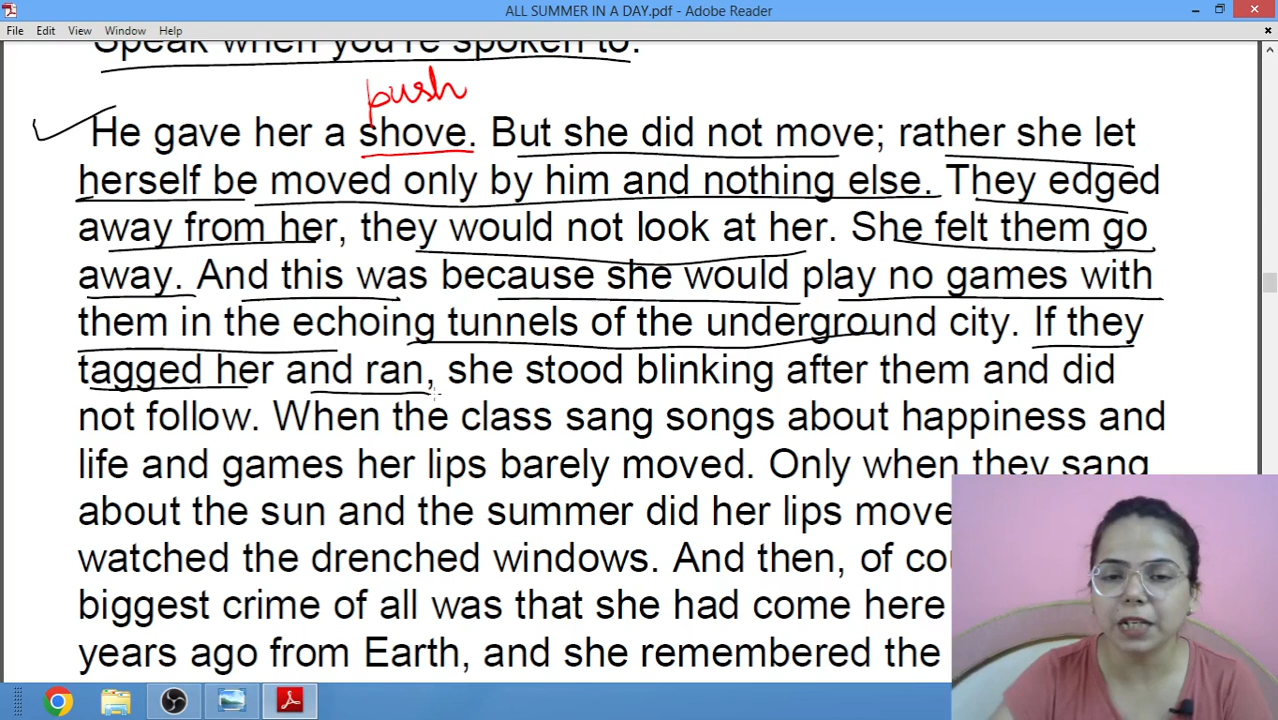 ALL SUMMER IN A DAY.pdf - Adobe Reader
File Edit View Window Help
Speak when you're spoken to.
push
He gave her a shove. But she did not move; rather she let
herself be moved only by him and nothing else. They edged
away from her, they would not look at her. She felt them go
away. And this was because she would play no games with
them in the echoing tunnels of the underground city. If they
tagged her and ran, she stood blinking after them and did
not follow. When the class sang songs about happiness and
life and games her lips barely moved. Only when they sang
about the sun and the summer did her lips move
watched the drenched windows. And then, of
biggest crime of all was that she had come here
years ago from Earth, and she remembered the